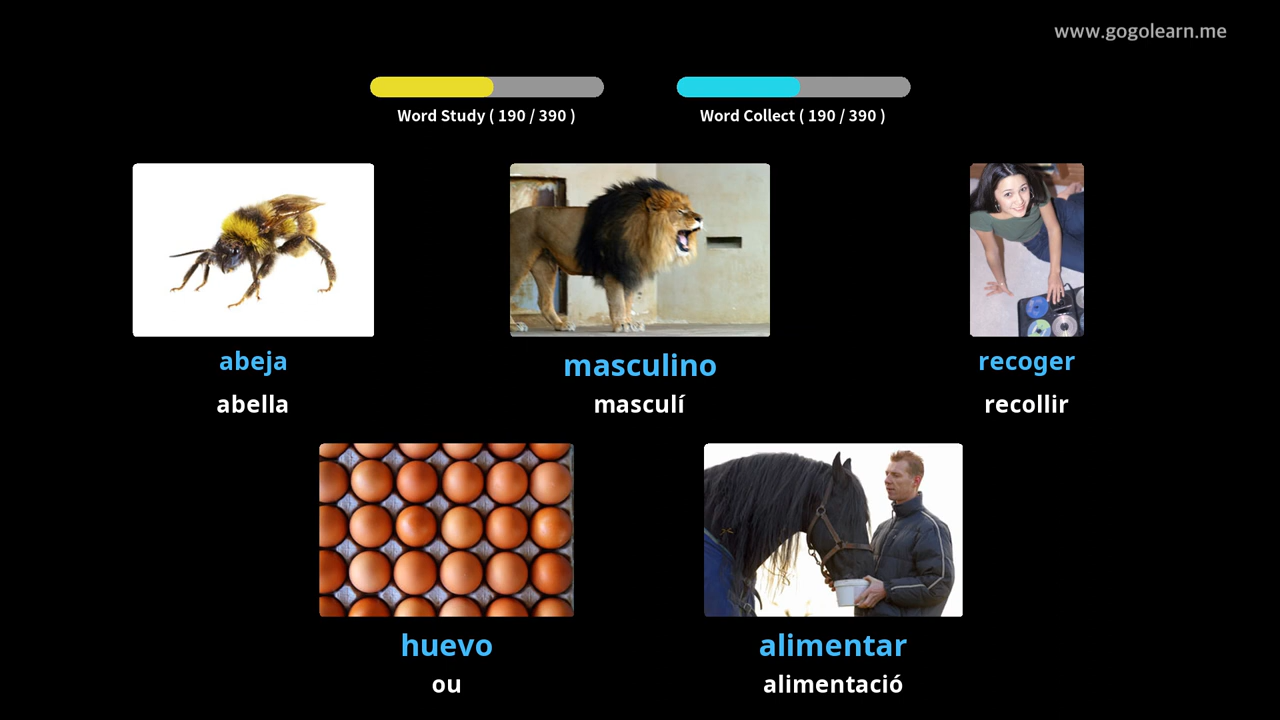 www.gogolearn.me
Word Study ( 190 / 390 )
Word Collect ( 190 / 390 )
abeja
abella
masculino
masculí
recoger
recollir
huevo
ou
alimentar
alimentació